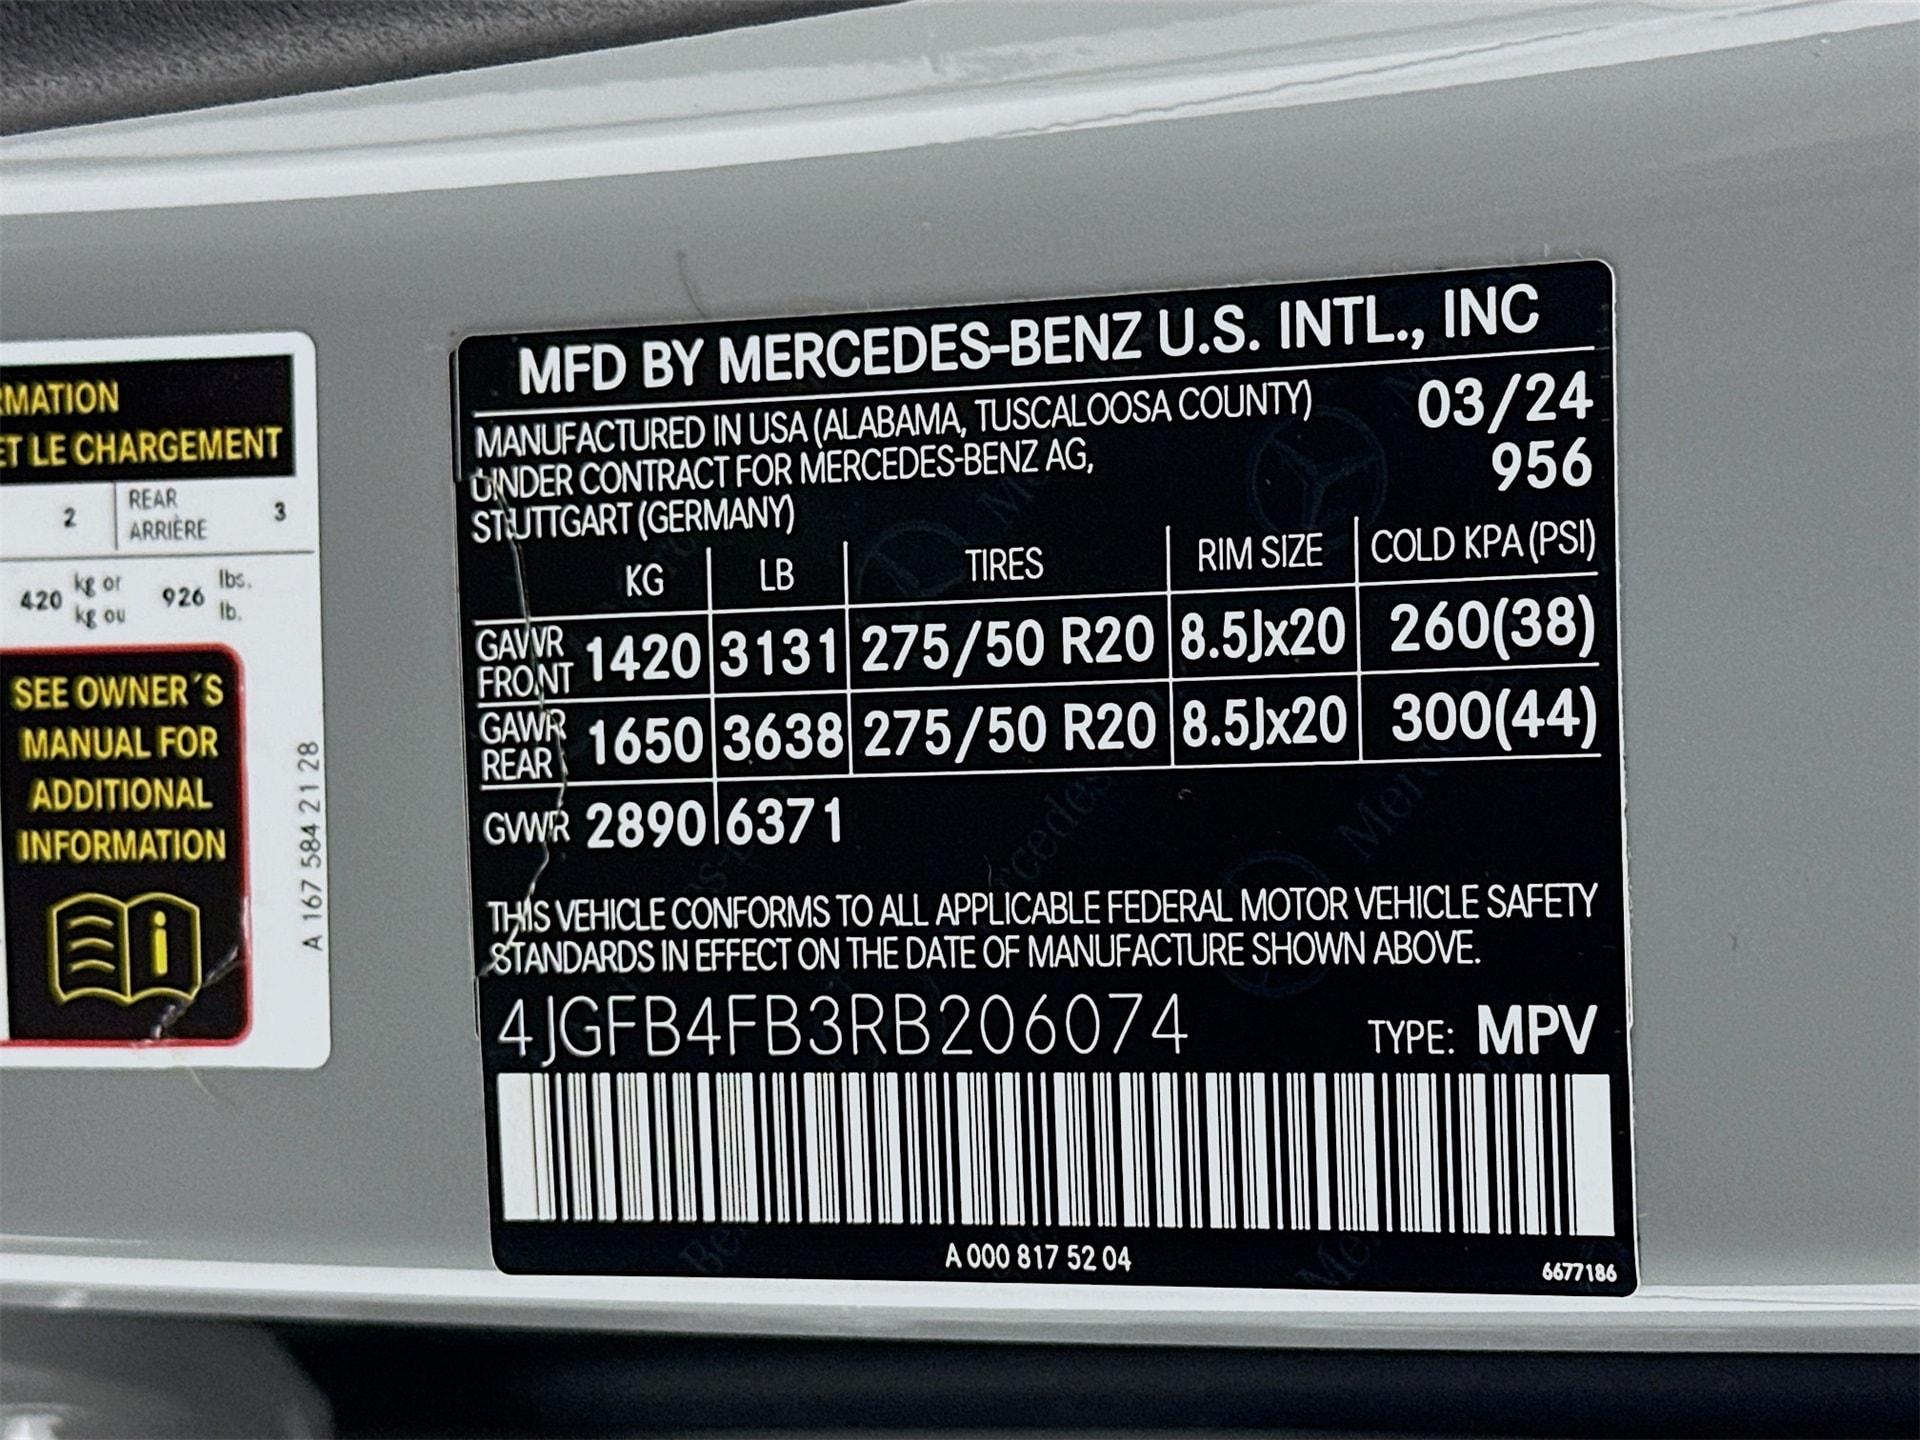 RMATION
ET LE CHARGEMENT
2 REAR
ARRIÈRE 3
420 kg or
kg ou 926 lbs.
lb.
SEE OWNER´S
MANUAL FOR
ADDITIONAL
INFORMATION
A 167 584 21 28
MFD BY MERCEDES-BENZ U.S. INTL., INC
MANUFACTURED IN USA (ALABAMA, TUSCALOOSA COUNTY) 03/24
UNDER CONTRACT FOR MERCEDES-BENZ AG, 956
STUTTGART (GERMANY)
KG LB TIRES RIM SIZE COLD KPA (PSI)
GAWR
FRONT 1420 3131 275/50 R20 8.5Jx20 260(38)
GAWR
REAR 1650 3638 275/50 R20 8.5Jx20 300(44)
GVWR 2890 6371
THIS VEHICLE CONFORMS TO ALL APPLICABLE FEDERAL MOTOR VEHICLE SAFETY
STANDARDS IN EFFECT ON THE DATE OF MANUFACTURE SHOWN ABOVE.
4JGFB4FB3RB206074 TYPE: MPV
A 000 817 52 04
6677186